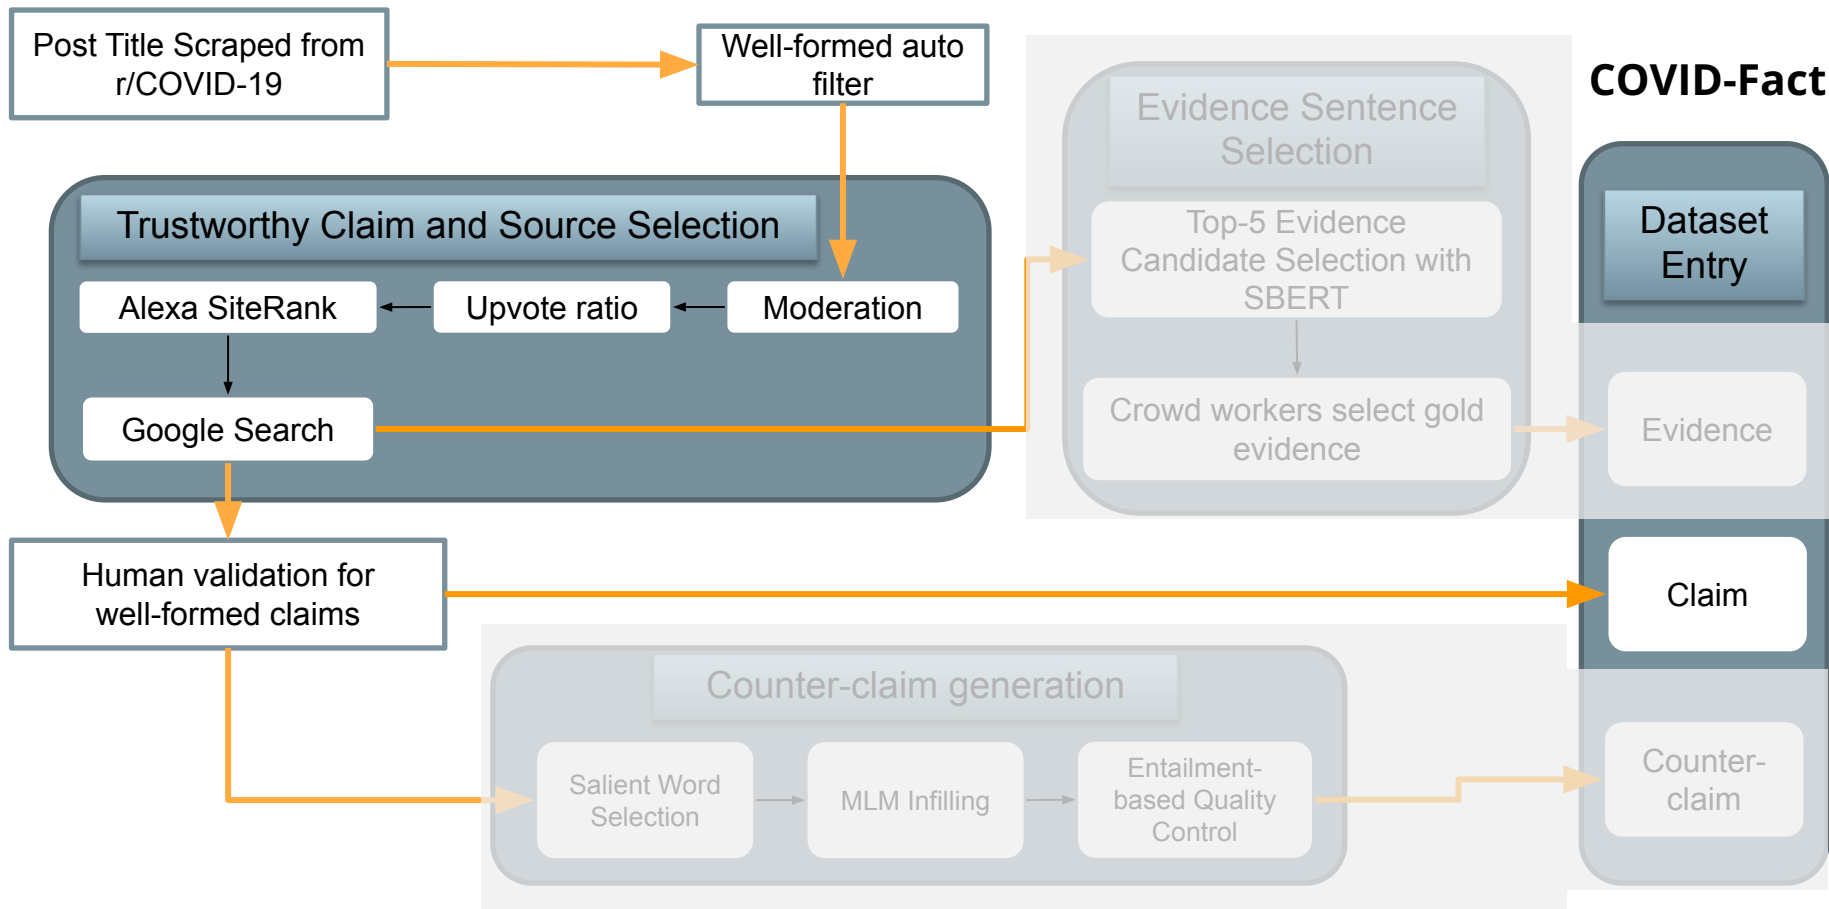 Post Title Scraped from
r/COVID-19
Well-formed auto
filter
COVID-Fact
Evidence Sentence
Selection
Trustworthy Claim and Source Selection
Top-5 Evidence
Candidate Selection with
SBERT
Dataset
Entry
Alexa SiteRank
Upvote ratio
Moderation
Google Search
Crowd workers select gold
evidence
Evidence
Human validation for
well-formed claims
Claim
Counter-claim generation
Salient Word
Selection
MLM Infilling
Entailment-
based Quality
Control
Counter-
claim